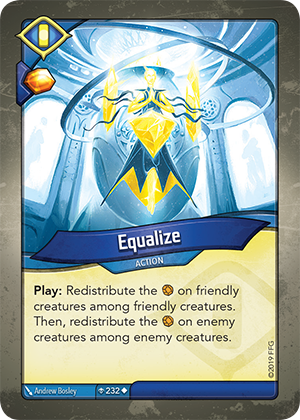 Equalize
ACTION
Play: Redistribute the on friendly
creatures among friendly creatures.
Then, redistribute the on enemy
creatures among enemy creatures.
Andrew Bosley
232
©2019 FFG